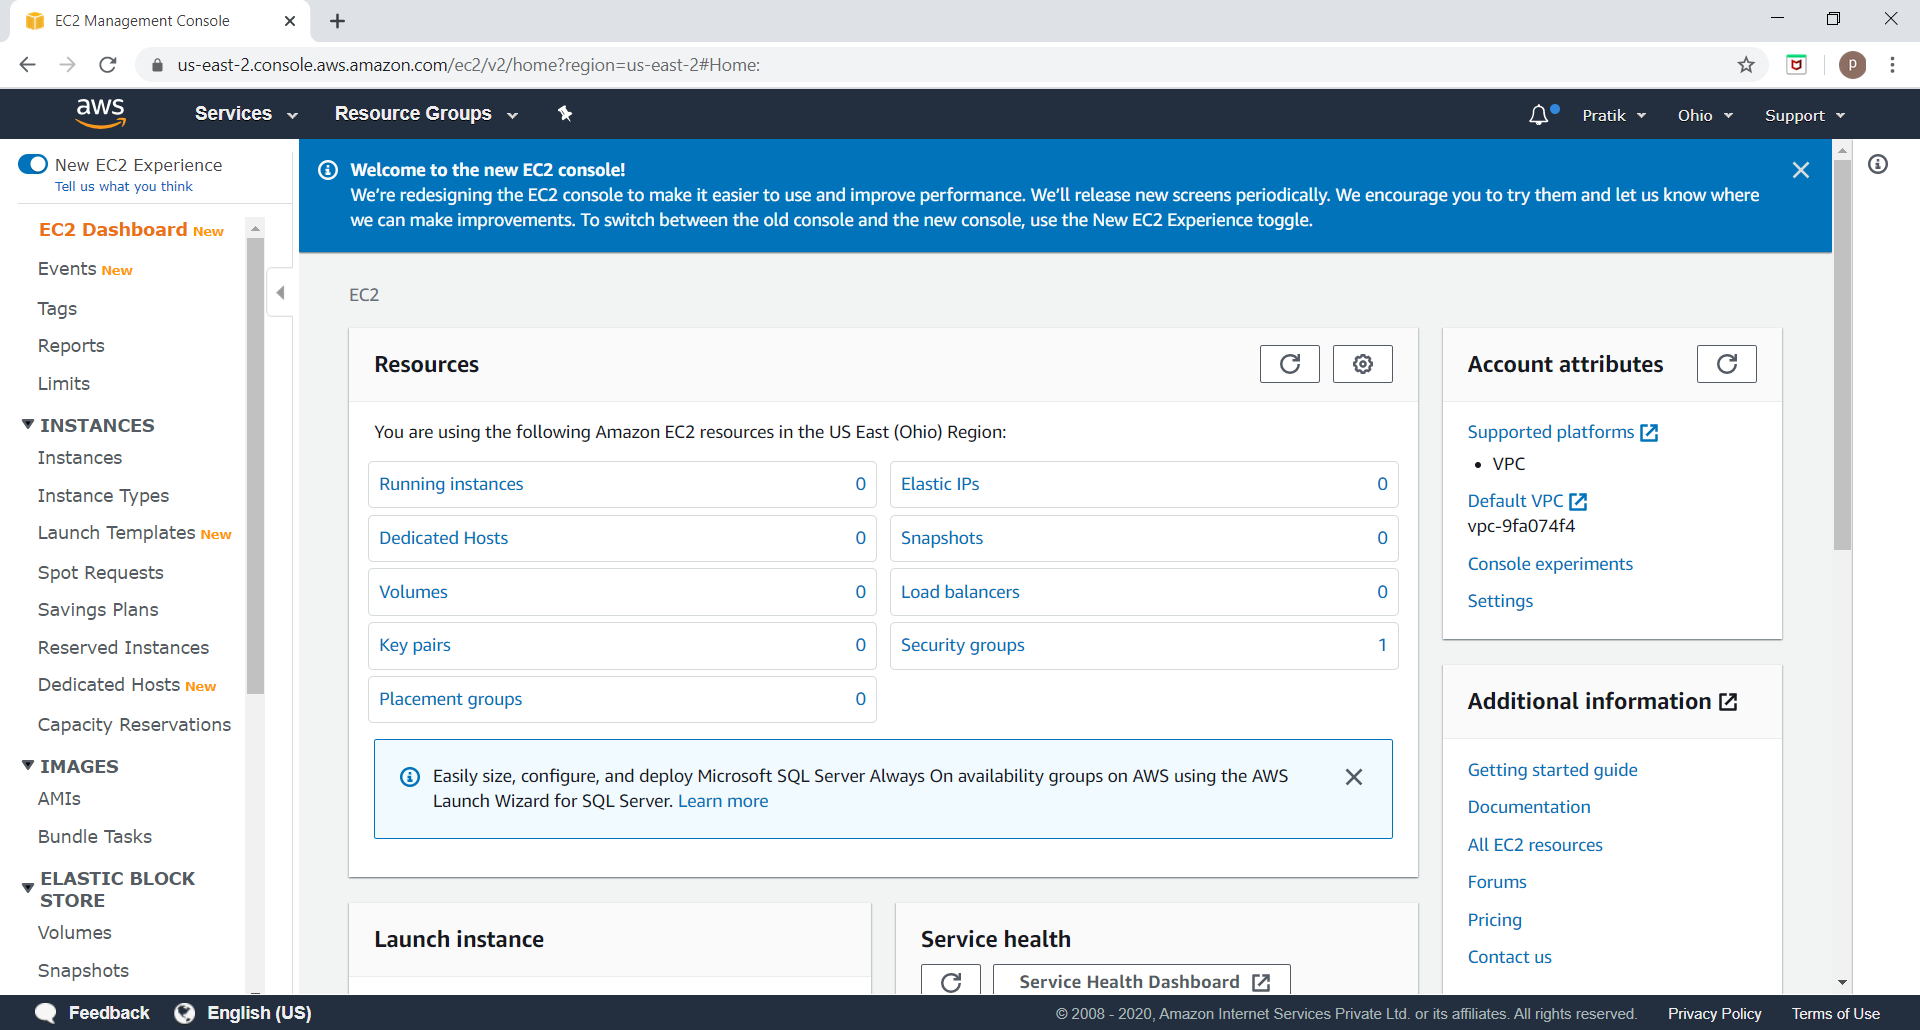 EC2 Management Console
us-east-2.console.aws.amazon.com/ec2/v2/home?region=us-east-2#Home:
P
aws
Services
Resource Groups
Pratik
Ohio
Support
New EC2 Experience
Tell us what you think
EC2 Dashboard New
Events New
Tags
Reports
Limits
INSTANCES
Instances
Instance Types
Launch Templates New
Spot Requests
Savings Plans
Reserved Instances
Dedicated Hosts New
Capacity Reservations
IMAGES
AMIs
Bundle Tasks
ELASTIC BLOCK
STORE
Volumes
Snapshots
Welcome to the new EC2 console!
We're redesigning the EC2 console to make it easier to use and improve performance. We'll release new screens periodically. We encourage you to try them and let us know where
we can make improvements. To switch between the old console and the new console, use the New EC2 Experience toggle.
EC2
Resources
You are using the following Amazon EC2 resources in the US East (Ohio) Region:
Running instances 0
Elastic IPs 0
Dedicated Hosts 0
Snapshots 0
Volumes 0
Load balancers 0
Key pairs 0
Security groups 1
Placement groups 0
Easily size, configure, and deploy Microsoft SQL Server Always On availability groups on AWS using the AWS
Launch Wizard for SQL Server. Learn more
Launch instance
Service health
Service Health Dashboard
Account attributes
Supported platforms
• VPC
Default VPC
vpc-9fa074f4
Console experiments
Settings
Additional information
Getting started guide
Documentation
All EC2 resources
Forums
Pricing
Contact us
Feedback
English (US)
© 2008 - 2020, Amazon Internet Services Private Ltd. or its affiliates. All rights reserved.
Privacy Policy
Terms of Use